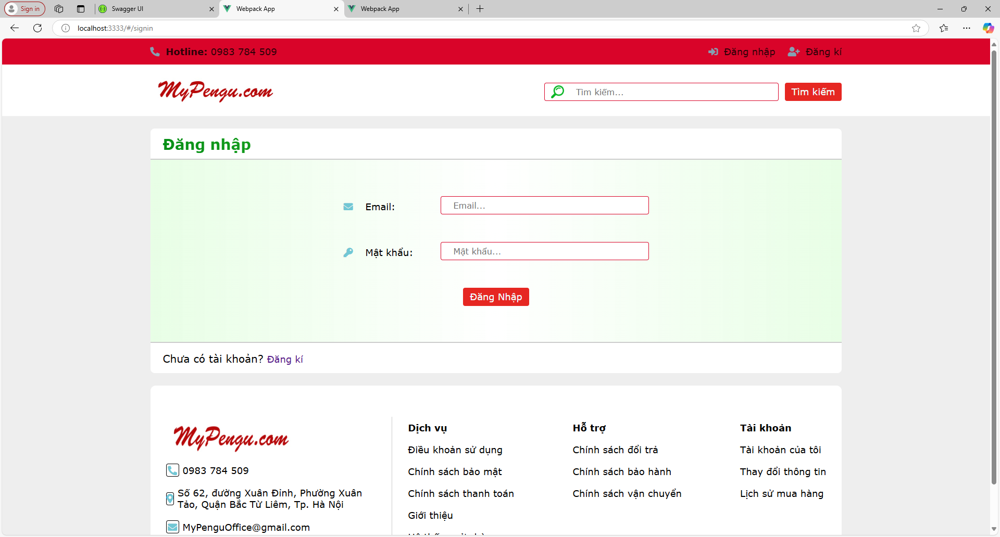 Sign in
Swagger UI
Webpack App
Webpack App
localhost:3333/#/signin
Hotline: 0983 784 509
Đăng nhập
Đăng kí
MyPengu.com
Tìm kiếm...
Tìm kiếm
Đăng nhập
Email:
Email...
Mật khẩu:
Mật khẩu...
Đăng Nhập
Chưa có tài khoản? Đăng kí
MyPengu.com
0983 784 509
Số 62, đường Xuân Đỉnh, Phường Xuân
Tảo, Quận Bắc Từ Liêm, Tp. Hà Nội
MyPenguOffice@gmail.com
Dịch vụ
Điều khoản sử dụng
Chính sách bảo mật
Chính sách thanh toán
Giới thiệu
Hỗ trợ
Chính sách đổi trả
Chính sách bảo hành
Chính sách vận chuyển
Tài khoản
Tài khoản của tôi
Thay đổi thông tin
Lịch sử mua hàng